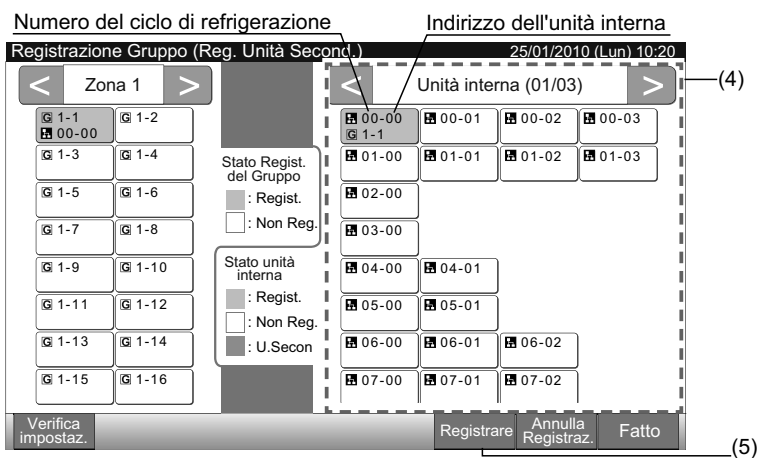 Numero del ciclo di refrigerazione
Indirizzo dell'unità interna
Registrazione Gruppo (Reg. Unità Second.)
25/01/2010 (Lun) 10:20
< Zona 1 >
< Unità interna (01/03) >
(4)
G 1-1
00-00
G 1-2
G 1-3
G 1-4
G 1-5
G 1-6
G 1-7
G 1-8
G 1-9
G 1-10
G 1-11
G 1-12
G 1-13
G 1-14
G 1-15
G 1-16
Stato Regist.
del Gruppo
: Regist.
: Non Reg.
Stato unità
interna
: Regist.
: Non Reg.
: U.Secon
00-00
G 1-1
00-01
00-02
00-03
01-00
01-01
01-02
01-03
02-00
03-00
04-00
04-01
05-00
05-01
06-00
06-01
06-02
07-00
07-01
07-02
Verifica
impostaz.
Registrare
Annulla
Registraz.
Fatto
(5)